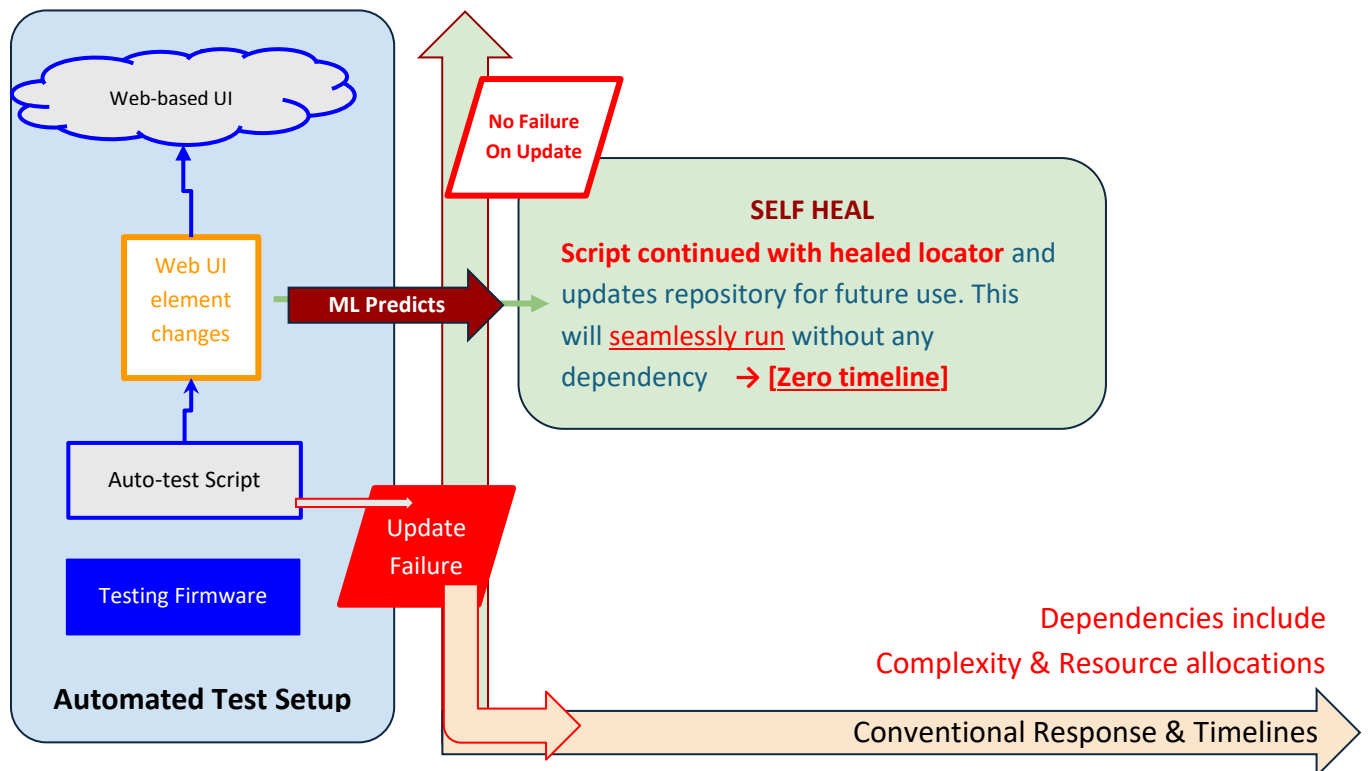 Web-based UI
No Failure
On Update
SELF HEAL
Script continued with healed locator and
updates repository for future use. This
will seamlessly run without any
dependency → [Zero timeline]
Web UI
element
changes
ML Predicts
Auto-test Script
Update
Failure
Testing Firmware
Automated Test Setup
Dependencies include
Complexity & Resource allocations
Conventional Response & Timelines